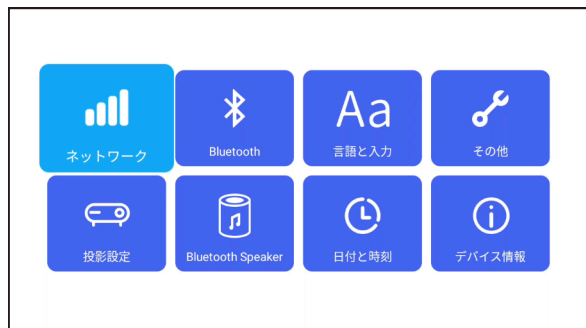 ネットワーク
Bluetooth
Aa
言語と入力
その他
投影設定
Bluetooth Speaker
日付と時刻
デバイス情報